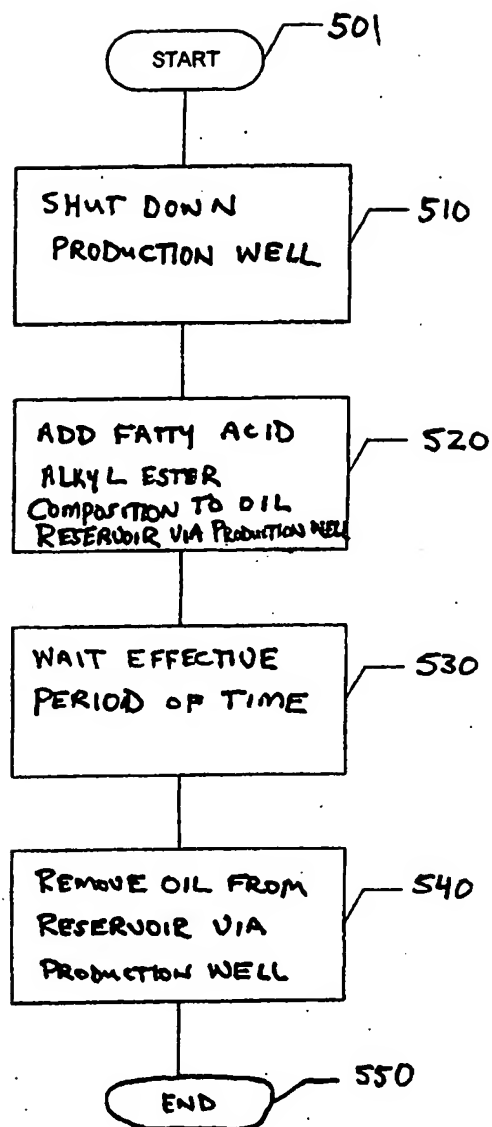 START
501
SHUT DOWN
PRODUCTION WELL
510
ADD FATTY ACID
ALKYL ESTER
COMPOSITION TO OIL
RESERVOIR VIA PRODUCTION WELL
520
WAIT EFFECTIVE
PERIOD OF TIME
530
REMOVE OIL FROM
RESERVOIR VIA
PRODUCTION WELL
540
END
550